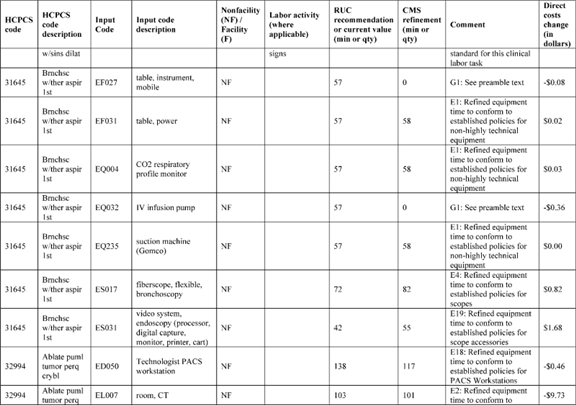 HCPCS code | HCPCS code description | Input Code | Input code description | Nonfacility (NF) / Facility (F) | Labor activity (where applicable) | RUC recommendation or current value (min or qty) | CMS refinement (min or qty) | Comment | Direct costs change (in dollars)
w/sins dilat | signs | standard for this clinical labor task
31645 | Brnchsc w/ther aspir 1st | EF027 | table, instrument, mobile | NF | 57 | 0 | G1: See preamble text | -$0.08
31645 | Brnchsc w/ther aspir 1st | EF031 | table, power | NF | 57 | 58 | E1: Refined equipment time to conform to established policies for non-highly technical equipment | $0.02
31645 | Brnchsc w/ther aspir 1st | EQ004 | CO2 respiratory profile monitor | NF | 57 | 58 | E1: Refined equipment time to conform to established policies for non-highly technical equipment | $0.03
31645 | Brnchsc w/ther aspir 1st | EQ032 | IV infusion pump | NF | 57 | 0 | G1: See preamble text | -$0.36
31645 | Brnchsc w/ther aspir 1st | EQ235 | suction machine (Gomco) | NF | 57 | 58 | E1: Refined equipment time to conform to established policies for non-highly technical equipment | $0.00
31645 | Brnchsc w/ther aspir 1st | ES017 | fiberscope, flexible, bronchoscopy | NF | 72 | 82 | E4: Refined equipment time to conform to established policies for scopes | $0.82
31645 | Brnchsc w/ther aspir 1st | ES031 | video system, endoscopy (processor, digital capture, monitor, printer, cart) | NF | 42 | 55 | E19: Refined equipment time to conform to established policies for scope accessories | $1.68
32994 | Ablate puml tumor perq crybl | ED050 | Technologist PACS workstation | NF | 138 | 117 | E18: Refined equipment time to conform to established policies for PACS Workstations | -$0.46
32994 | Ablate puml tumor perq | EL007 | room, CT | NF | 103 | 101 | E2: Refined equipment time to conform to | -$9.73